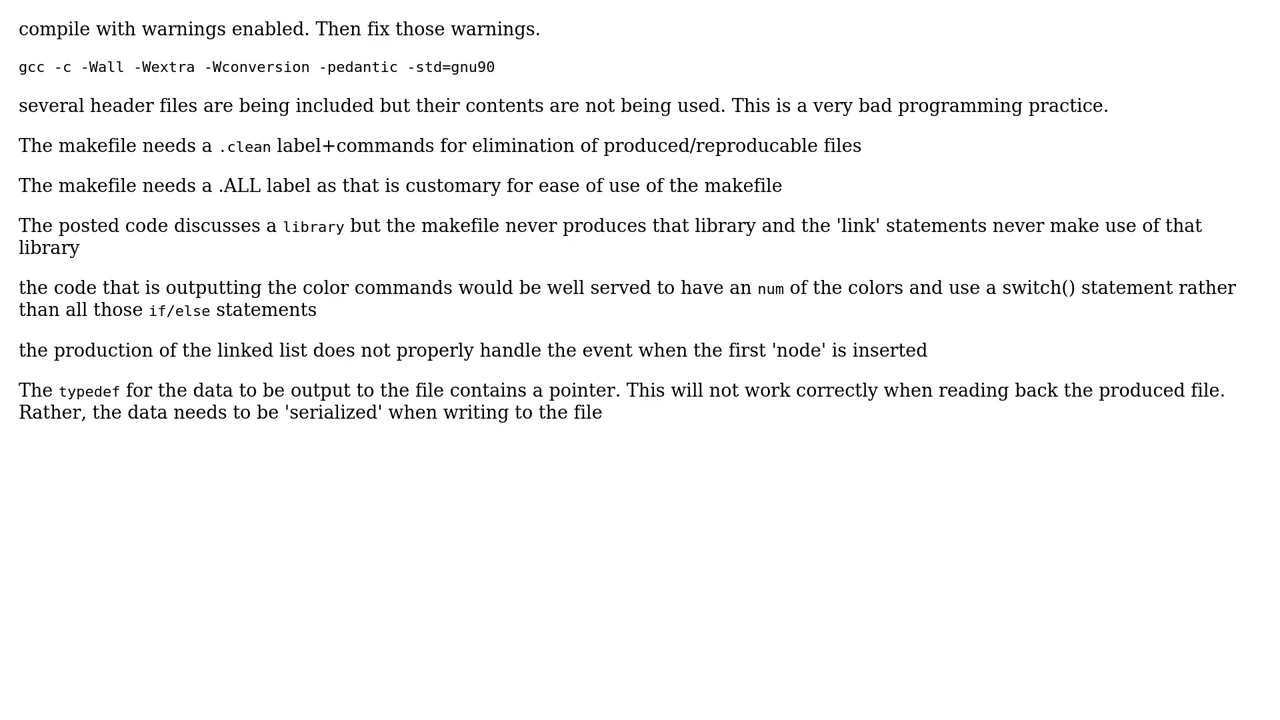 compile with warnings enabled. Then fix those warnings.
gcc -c -Wall -Wextra -Wconversion -pedantic -std=gnu90
several header files are being included but their contents are not being used. This is a very bad programming practice.
The makefile needs a .clean label+commands for elimination of produced/reproducable files
The makefile needs a .ALL label as that is customary for ease of use of the makefile
The posted code discusses a library but the makefile never produces that library and the 'link' statements never make use of that
library
the code that is outputting the color commands would be well served to have an num of the colors and use a switch() statement rather
than all those if/else statements
the production of the linked list does not properly handle the event when the first 'node' is inserted
The typedef for the data to be output to the file contains a pointer. This will not work correctly when reading back the produced file.
Rather, the data needs to be 'serialized' when writing to the file